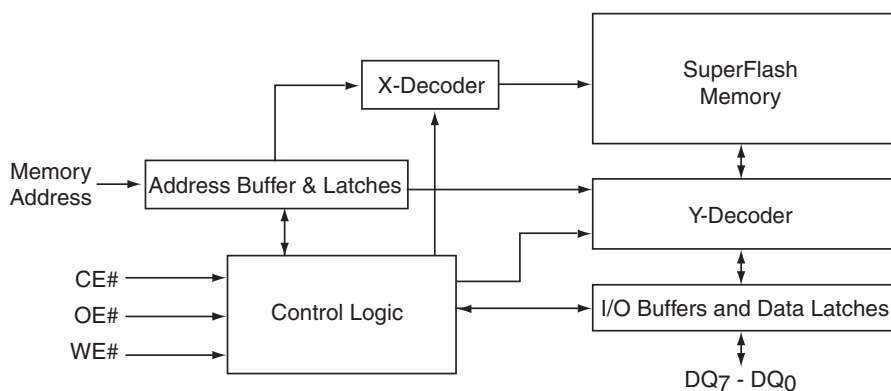 SuperFlash
Memory
X-Decoder
Memory
Address
Address Buffer & Latches
Y-Decoder
CE#
OE#
WE#
Control Logic
I/O Buffers and Data Latches
DQ7 - DQ0